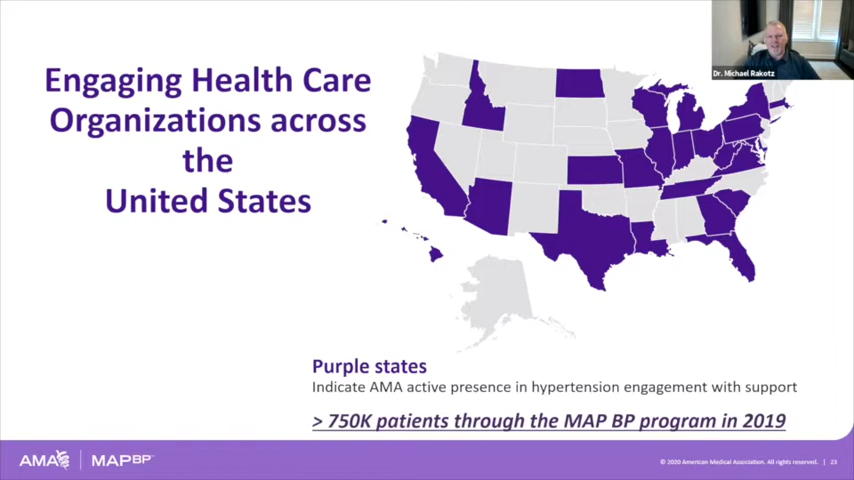 Dr. Michael Rakotz
Engaging Health Care
Organizations across
the
United States
Purple states
Indicate AMA active presence in hypertension engagement with support
> 750K patients through the MAP BP program in 2019
AMA
MAP BP™
© 2020 American Medical Association. All rights reserved. | 23